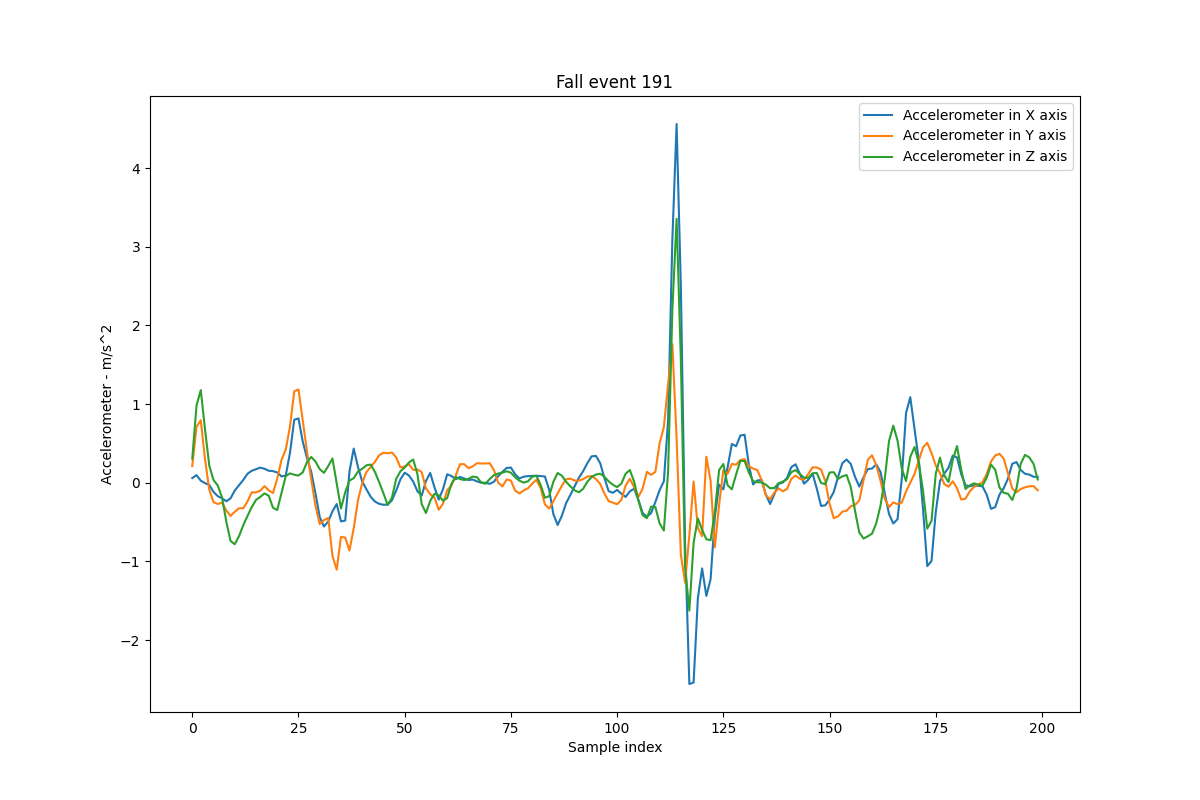 Fall event 191
Accelerometer in X axis
Accelerometer in Y axis
Accelerometer in Z axis
Accelerometer - m/s^2
4
3
2
1
0
−1
−2
0 25 50 75 100 125 150 175 200
Sample index